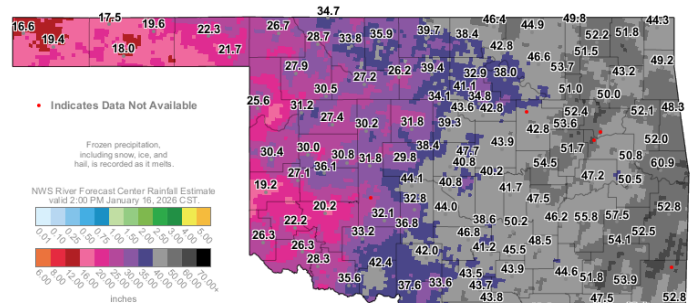 34.7
16.6 17.5 19.6 22.3 26.7 46.4 44.9 49.8 44.3
19.4 18.0 21.7 28.7 33.8 35.9 39.7 38.4 52.2 51.8
42.8 46.6 51.5 49.2
27.9 27.2 26.2 39.4 32.9 38.0 53.7 43.2
30.5 41.1 51.0 50.0
25.6 31.2 34.1 34.8
43.6 42.8 52.4 52.1 48.3
Indicates Data Not Available
27.4 30.2 31.8 39.3 42.8 53.6
Frozen precipitation,
including snow, ice, and
hail, is recorded as it melts.
30.4 30.0 30.8 31.8 29.8 38.4 47.7 43.9 51.7 52.0
27.1 36.1 40.8 40.2 54.5 50.8 60.9
NWS River Forecast Center Rainfall Estimate
valid 2:00 PM January 16, 2026 CST.
19.2 44.1 40.8 41.7 47.2 50.5
20.2 32.8 47.5
22.2 32.1 44.0 52.8
36.8 38.6 50.2 46.2 55.8 57.5
0.01 0.10 0.25 0.50 0.75 1.00 1.50 2.00 2.50 3.00 4.00 5.00
26.3 33.2 46.8 48.5 54.1 52.5
26.3 42.0 41.2 45.5
28.3 42.4 43.5 43.9 44.6 51.8 53.9
35.6 37.6 33.6 43.7
6.00 8.00 12.00 16.00 20.00 25.00 30.00 35.00 38.00 40.00 50.00 60.00 70.00+
43.8 47.5 52.8
inches